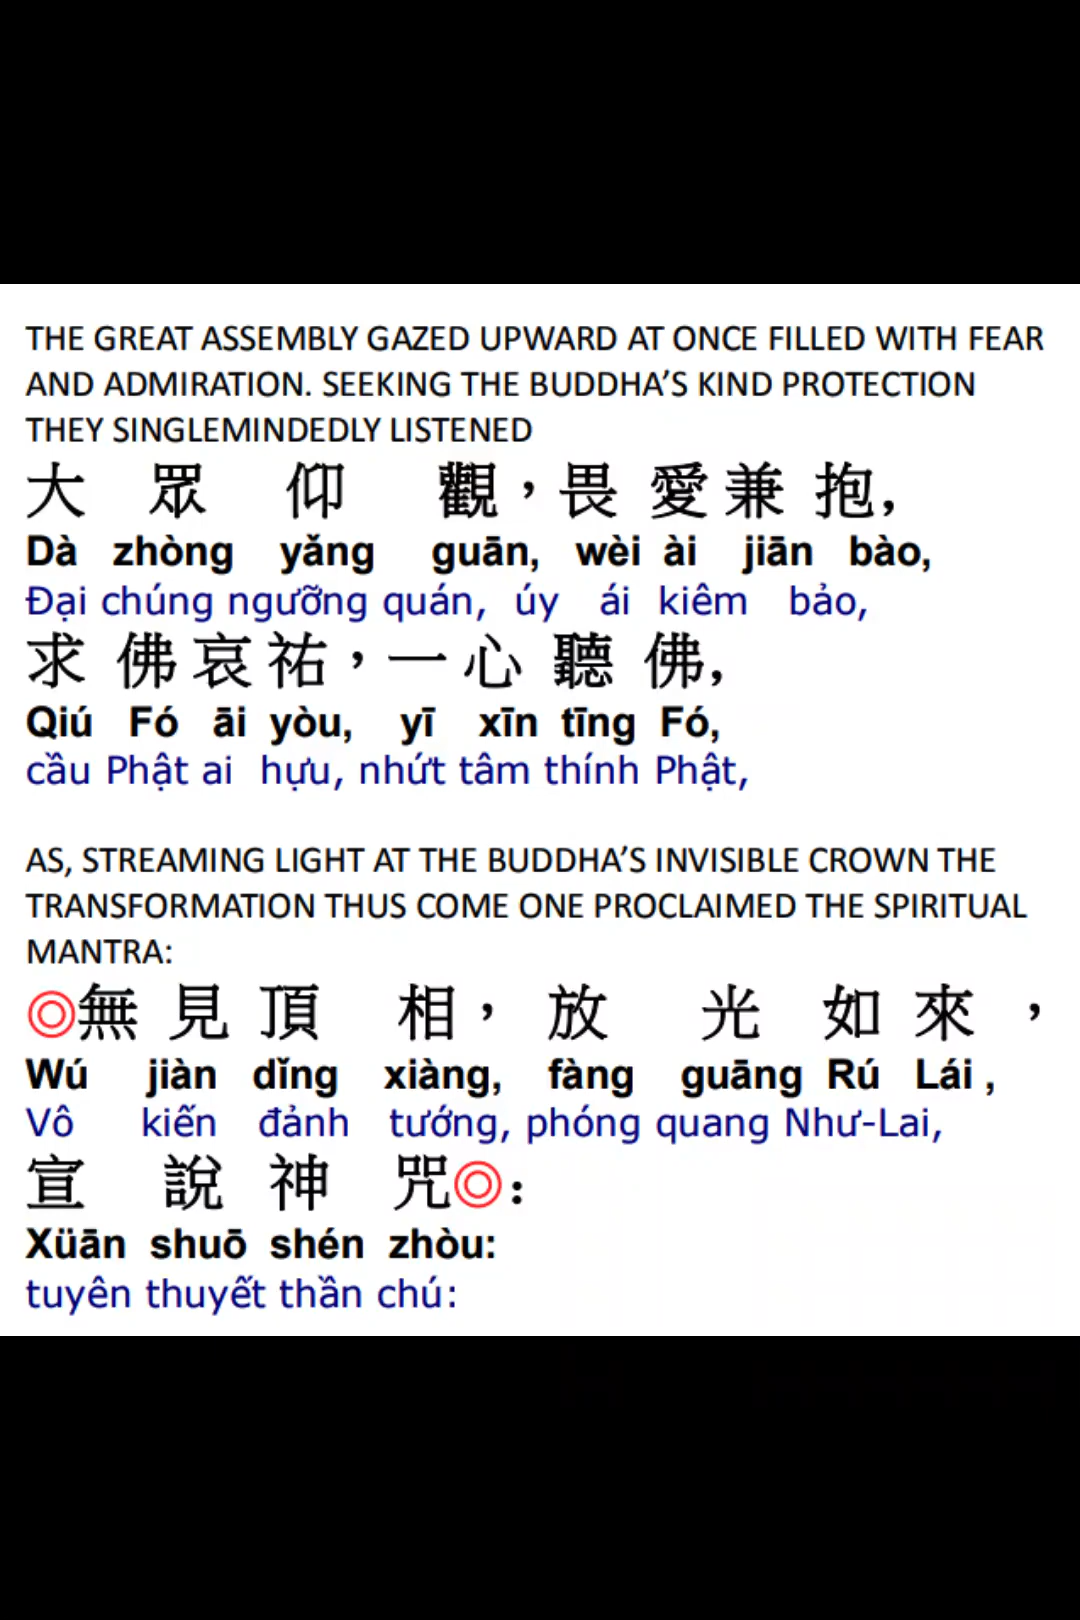 THE GREAT ASSEMBLY GAZED UPWARD AT ONCE FILLED WITH FEAR
AND ADMIRATION. SEEKING THE BUDDHA'S KIND PROTECTION
THEY SINGLEMINDEDLY LISTENED
大 眾 仰 觀，畏 愛 兼 抱,
Dà zhòng yǎng guān, wèi ài jiān bào,
Đại chúng ngưỡng quán, úy ái kiêm bảo,
求 佛 哀 祐，一 心 聽 佛,
Qiú Fó āi yòu, yī xīn tīng Fó,
cầu Phật ai hựu, nhứt tâm thính Phật,
AS, STREAMING LIGHT AT THE BUDDHA'S INVISIBLE CROWN THE
TRANSFORMATION THUS COME ONE PROCLAIMED THE SPIRITUAL
MANTRA:
◎無 見 頂 相，放 光 如 來 ，
Wú jiàn dǐng xiàng, fàng guāng Rú Lái ,
Vô kiến đảnh tướng, phóng quang Như-Lai,
宣 說 神 咒◎:
Xüān shuō shén zhòu:
tuyên thuyết thần chú: